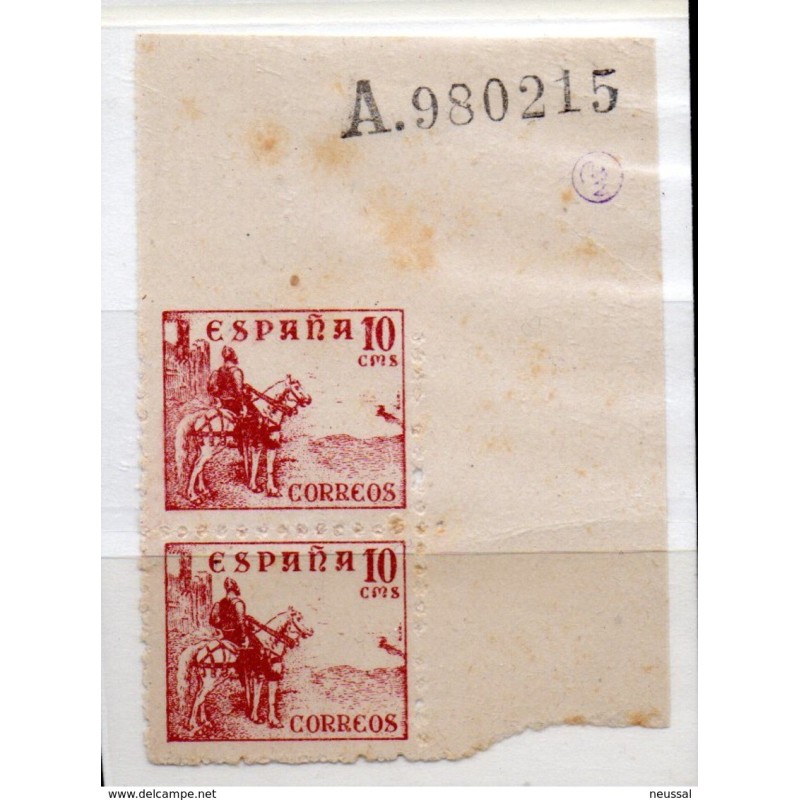 A.980215
ESPAÑA 10
CMS
CORREOS
ESPAÑA 10
CMS
CORREOS
www.delcampe.net
neussal